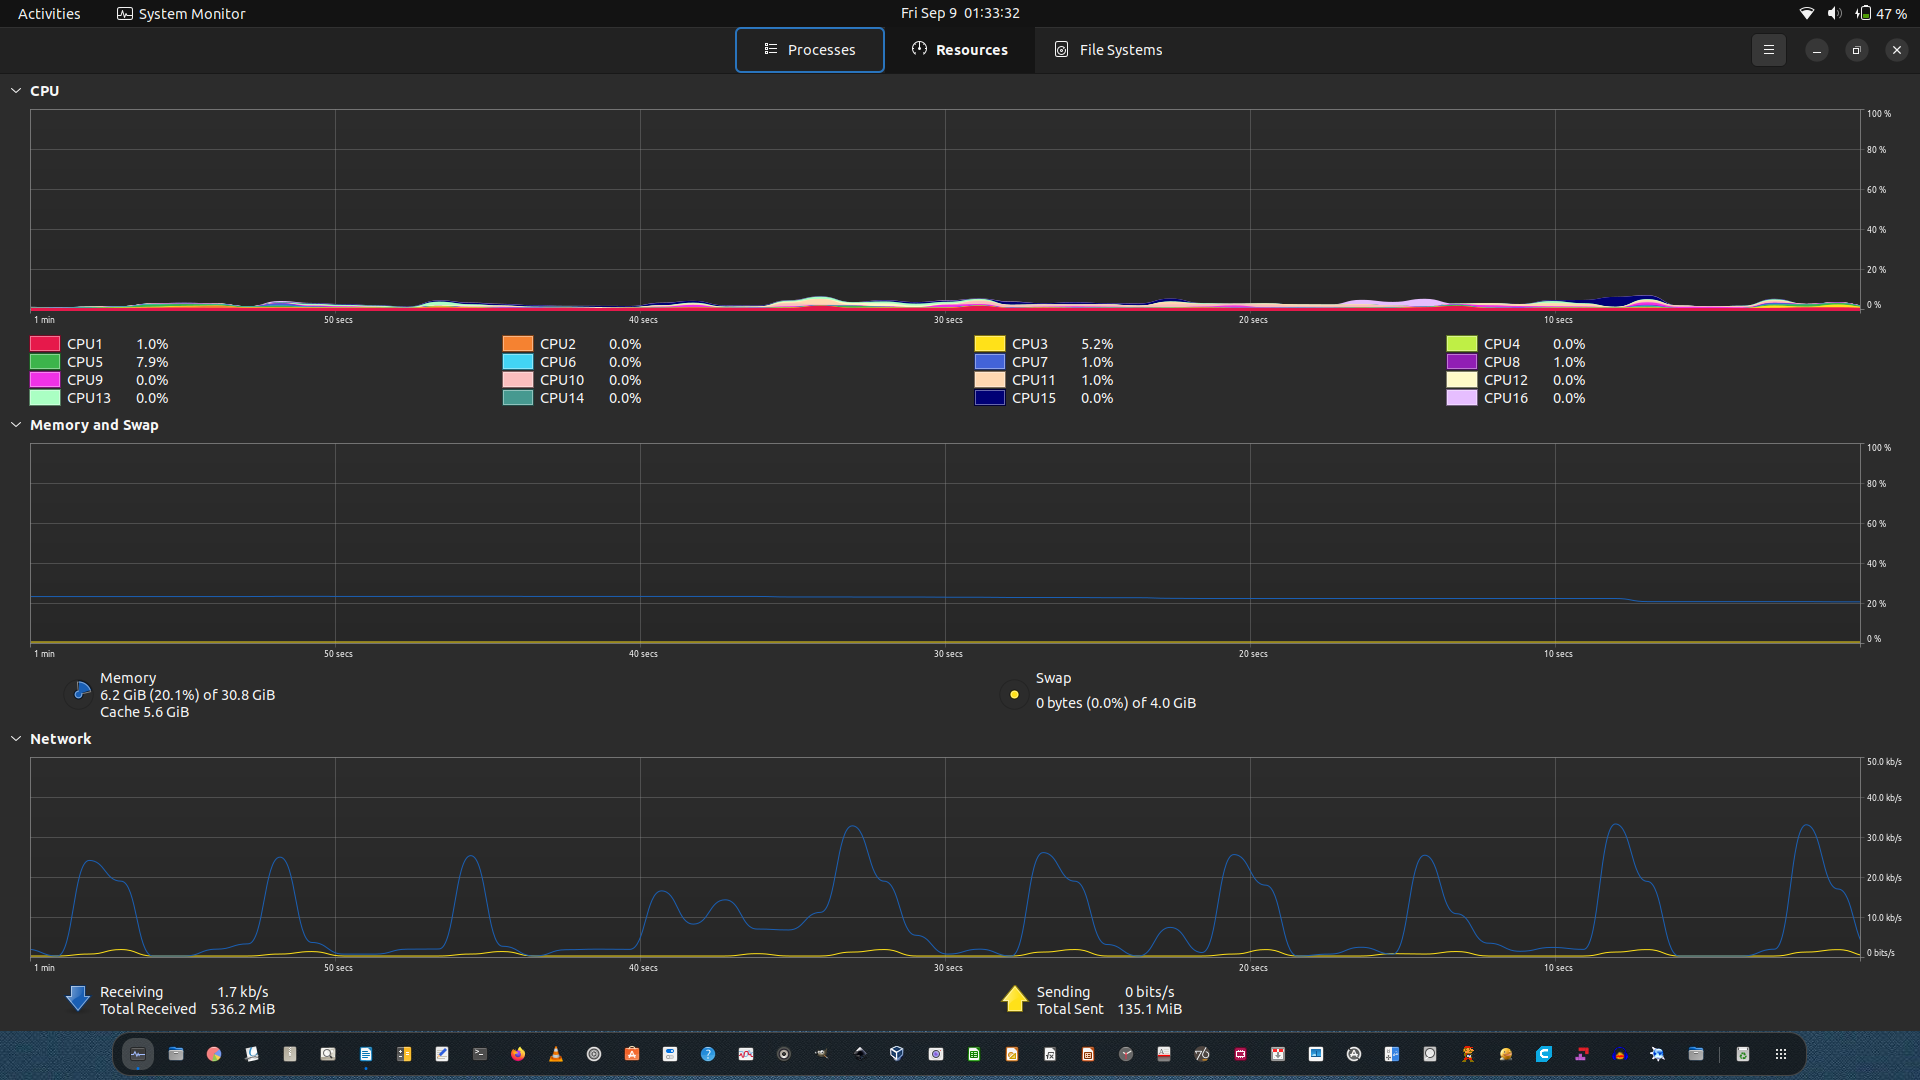 Activities System Monitor Fri Sep 9 01:33:32 47 %
Processes Resources File Systems
CPU
100 %
80 %
60 %
40 %
20 %
0 %
1 min 50 secs 40 secs 30 secs 20 secs 10 secs
CPU1 1.0% CPU2 0.0% CPU3 5.2% CPU4 0.0%
CPU5 7.9% CPU6 0.0% CPU7 1.0% CPU8 1.0%
CPU9 0.0% CPU10 0.0% CPU11 1.0% CPU12 0.0%
CPU13 0.0% CPU14 0.0% CPU15 0.0% CPU16 0.0%
Memory and Swap
100 %
80 %
60 %
40 %
20 %
0 %
1 min 50 secs 40 secs 30 secs 20 secs 10 secs
Memory Swap
6.2 GiB (20.1%) of 30.8 GiB 0 bytes (0.0%) of 4.0 GiB
Cache 5.6 GiB
Network
50.0 kb/s
40.0 kb/s
30.0 kb/s
20.0 kb/s
10.0 kb/s
0 bits/s
1 min 50 secs 40 secs 30 secs 20 secs 10 secs
Receiving 1.7 kb/s Sending 0 bits/s
Total Received 536.2 MiB Total Sent 135.1 MiB
76